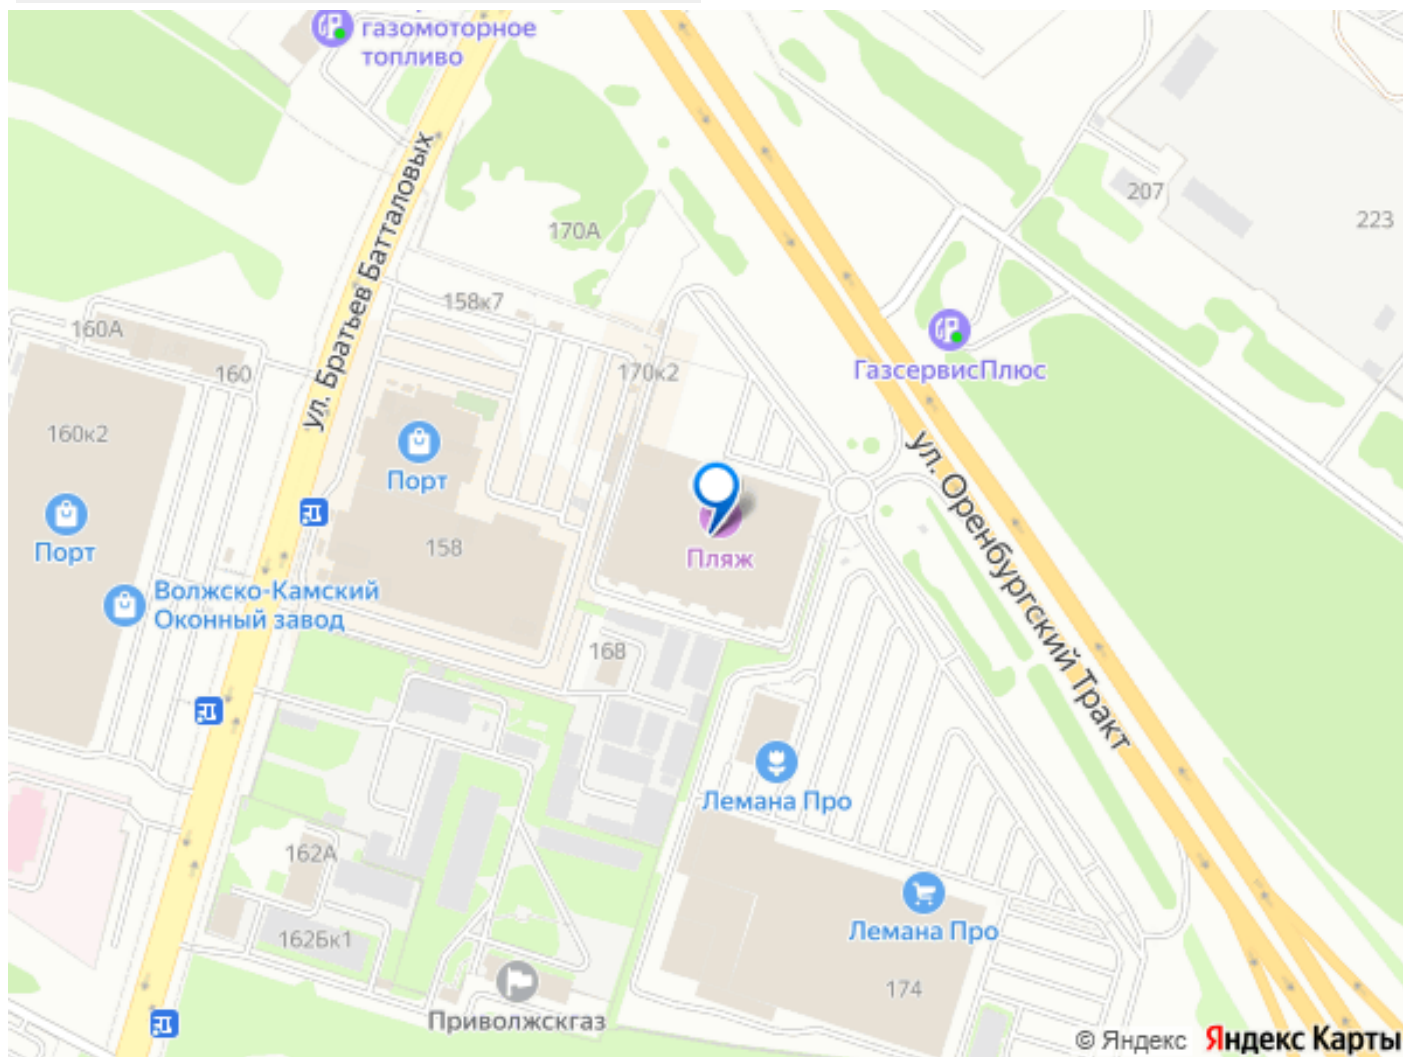 газомоторное
топливо
ул. Братьев Батталовых
170А
207
223
158к7
160А
160
170к2
ГазсервисПлюс
160к2
Порт
Порт
ул. Оренбургский Тракт
158
Пляж
Волжско-Камский
Оконный завод
168
Лемана Про
162А
Лемана Про
162Бк1
174
Приволжскгаз
© Яндекс Яндекс Карты